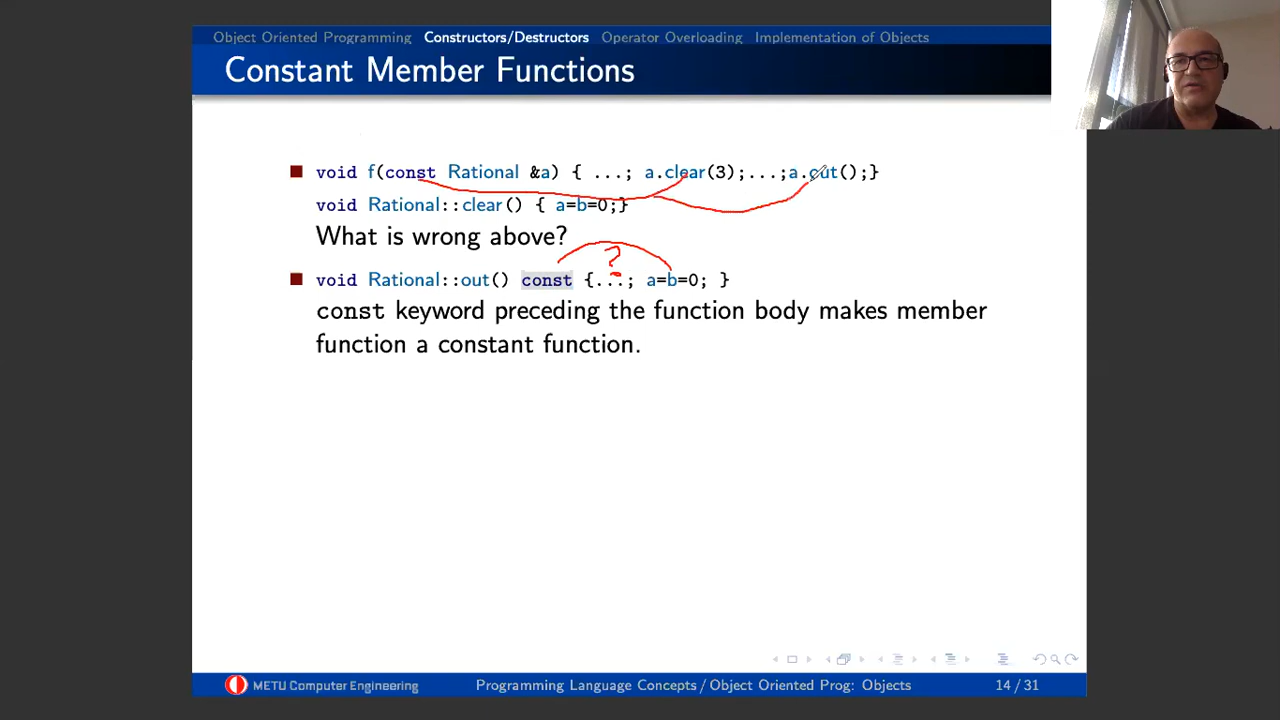 Object Oriented Programming Constructors/Destructors Operator Overloading Implementation of Objects
Constant Member Functions
void f(const Rational &a) { ...; a.clear(3);...;a.out();}
void Rational::clear() { a=b=0;}
What is wrong above?
?
void Rational::out() const {...; a=b=0; }
const keyword preceding the function body makes member
function a constant function.
METU Computer Engineering Programming Language Concepts / Object Oriented Prog: Objects 14 / 31